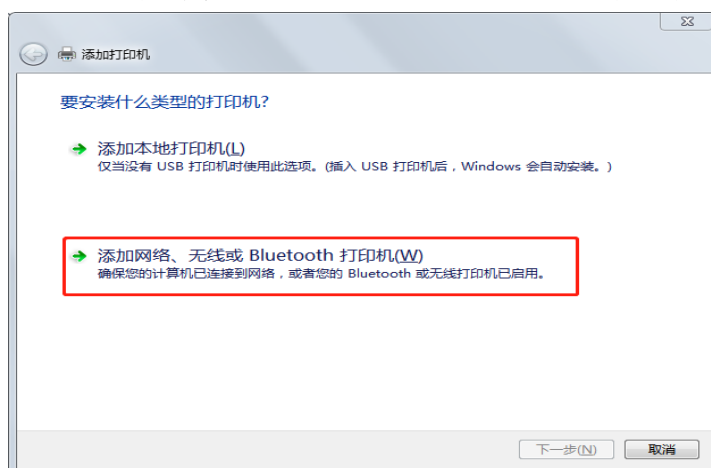 添加打印机
要安装什么类型的打印机?
添加本地打印机(L)
仅当没有 USB 打印机时使用此选项。(插入 USB 打印机后，Windows 会自动安装。)
添加网络、无线或 Bluetooth 打印机(W)
确保您的计算机已连接到网络，或者您的 Bluetooth 或无线打印机已启用。
下一步(N) 取消